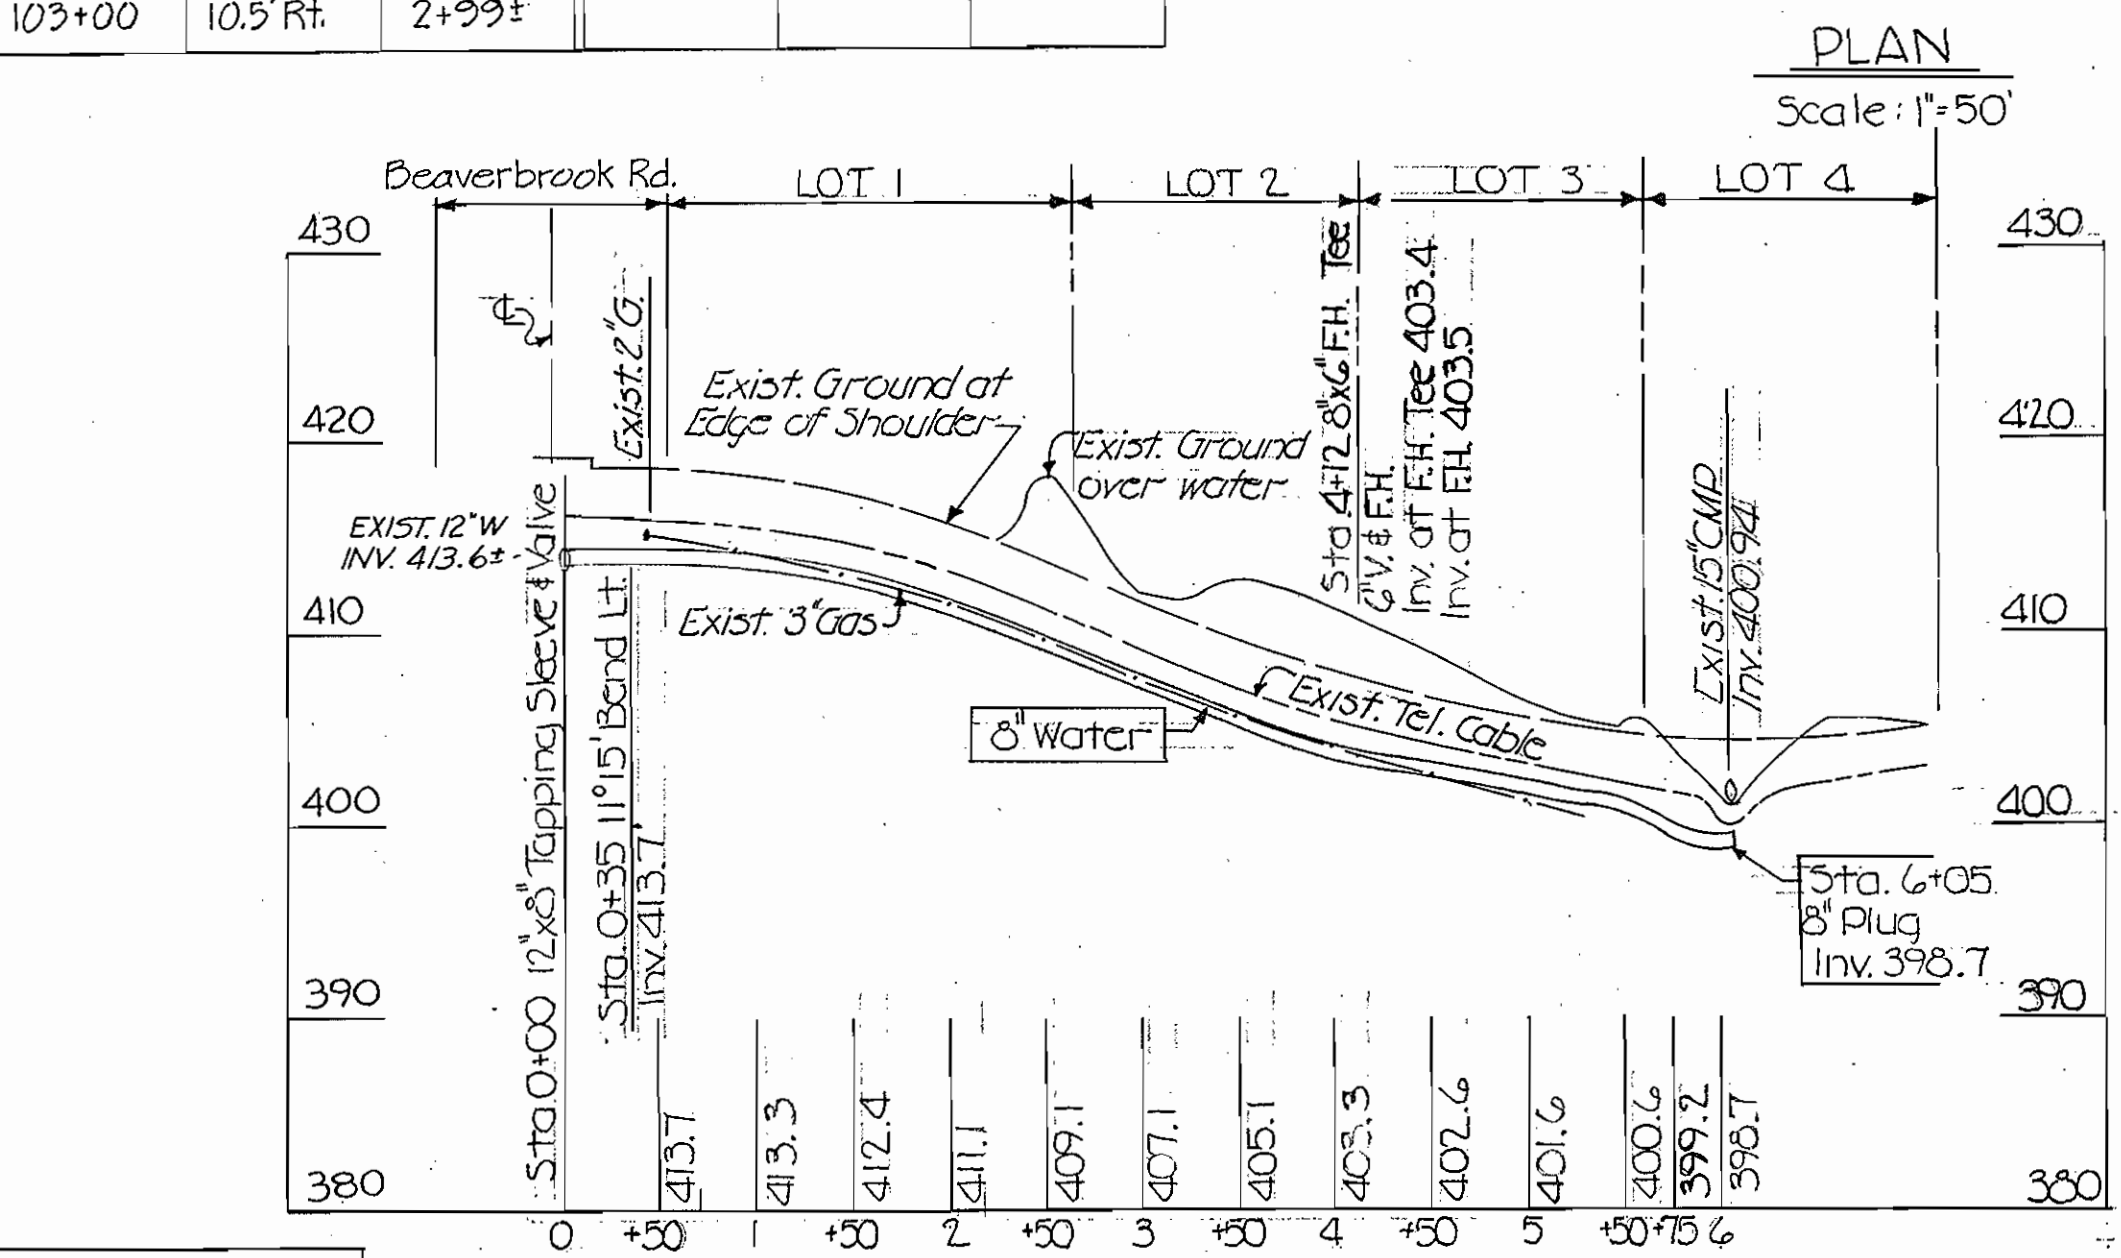 103+00 10.5' Rt. 2+99±
PLAN
Scale: 1"=50'
Beaverbrook Rd.
LOT 1
LOT 2
LOT 3
LOT 4
430
430
420
420
410
410
400
400
390
390
380
380
℄
Exist. 2"G.
Exist. Ground at
Edge of Shoulder
Exist. Ground
over water
Sta 4+12 8"x6" F.H. Tee
6"V. & F.H.
Inv. at F.H. Tee 403.4
Inv. at F.H. 403.5
Exist. 15"CMP
Inv. 400.94
EXIST. 12"W
INV. 413.6±
Sta 0+00 12"x8" Tapping Sleeve & Valve
Sta. 0+35 11°15' Bend Lt.
Inv. 413.7
Exist. 3"Gas
8" Water
Exist. Tel. Cable
Sta. 6+05
8" Plug
Inv. 398.7
413.7
413.3
412.4
411.1
409.1
407.1
405.1
403.3
402.6
401.6
400.6
399.2
398.7
0 +50 1 +50 2 +50 3 +50 4 +50 5 +50 +75 6